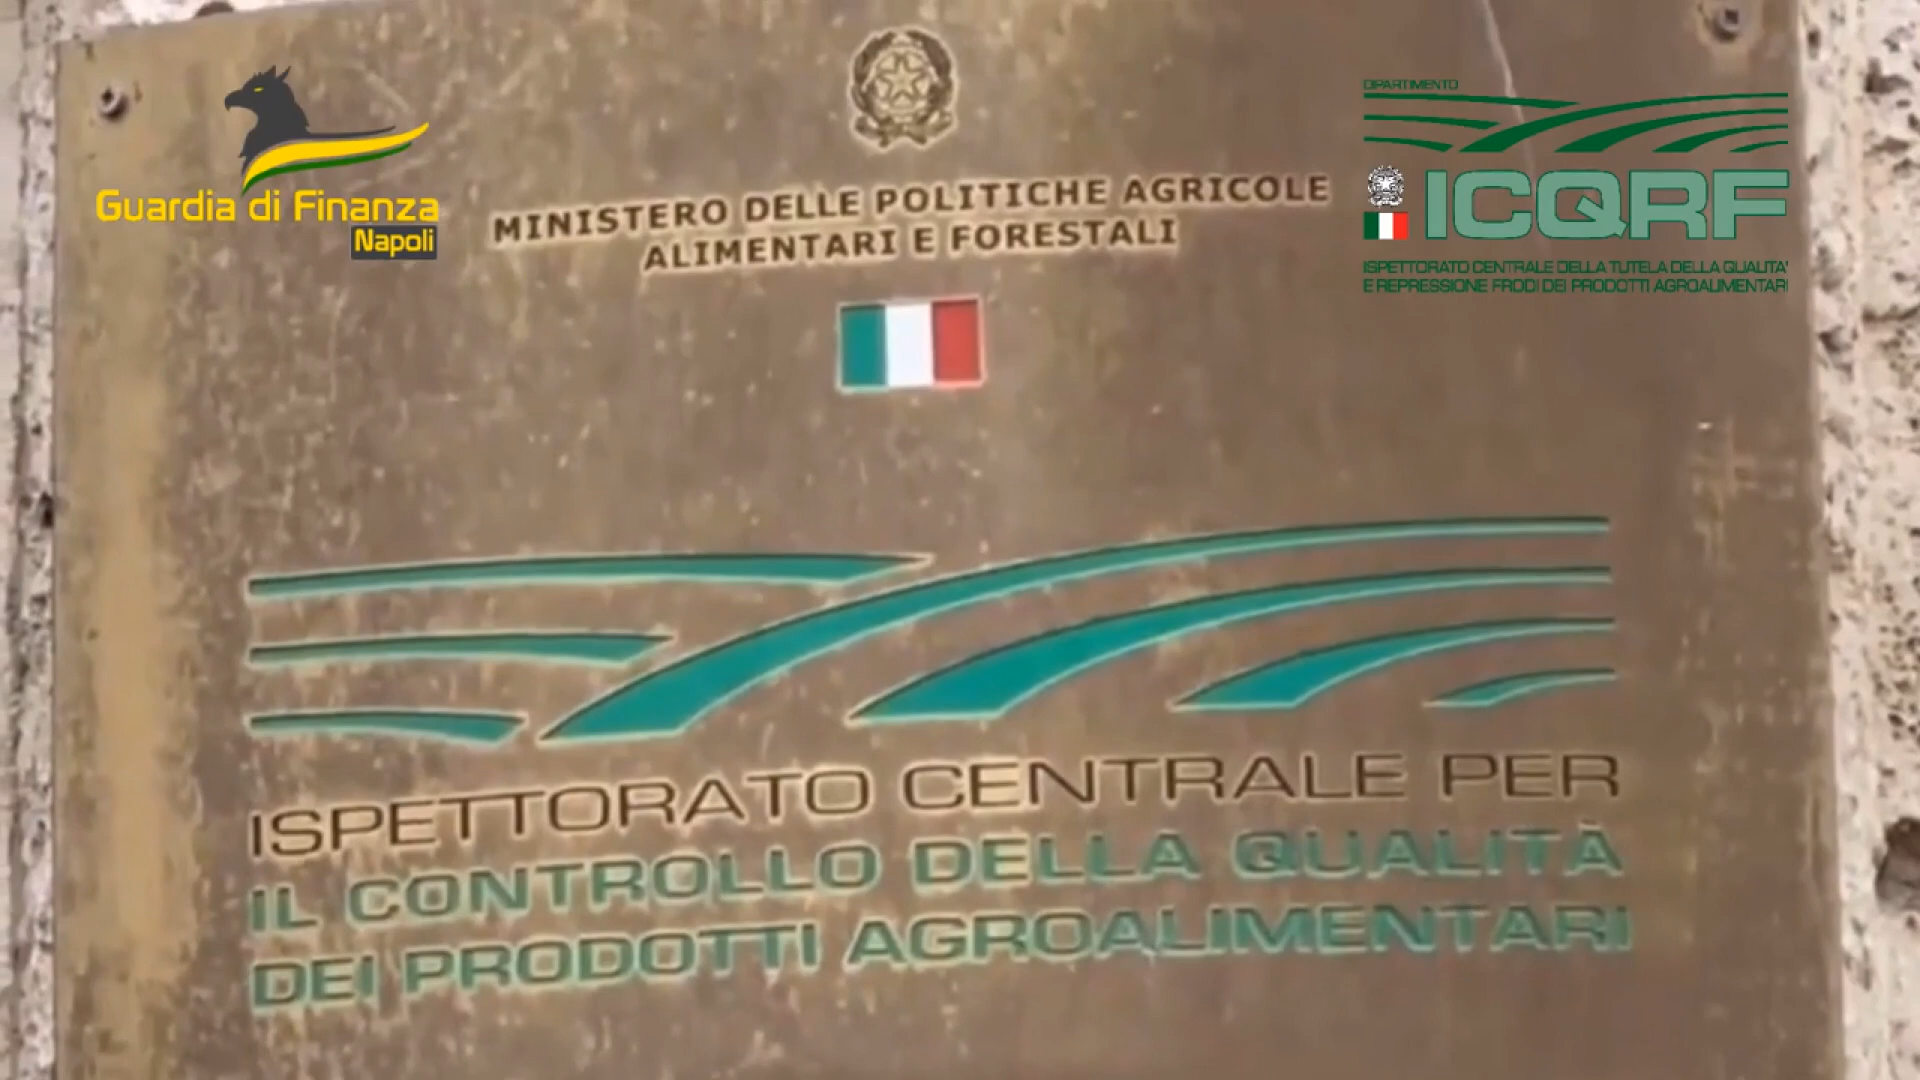 Guardia di Finanza
Napoli
MINISTERO DELLE POLITICHE AGRICOLE
ALIMENTARI E FORESTALI
DIPARTIMENTO
ICQRF
ISPETTORATO CENTRALE DELLA TUTELA DELLA QUALITA'
E REPRESSIONE FRODI DEI PRODOTTI AGROALIMENTARI
ISPETTORATO CENTRALE PER
IL CONTROLLO DELLA QUALITÀ
DEI PRODOTTI AGROALIMENTARI